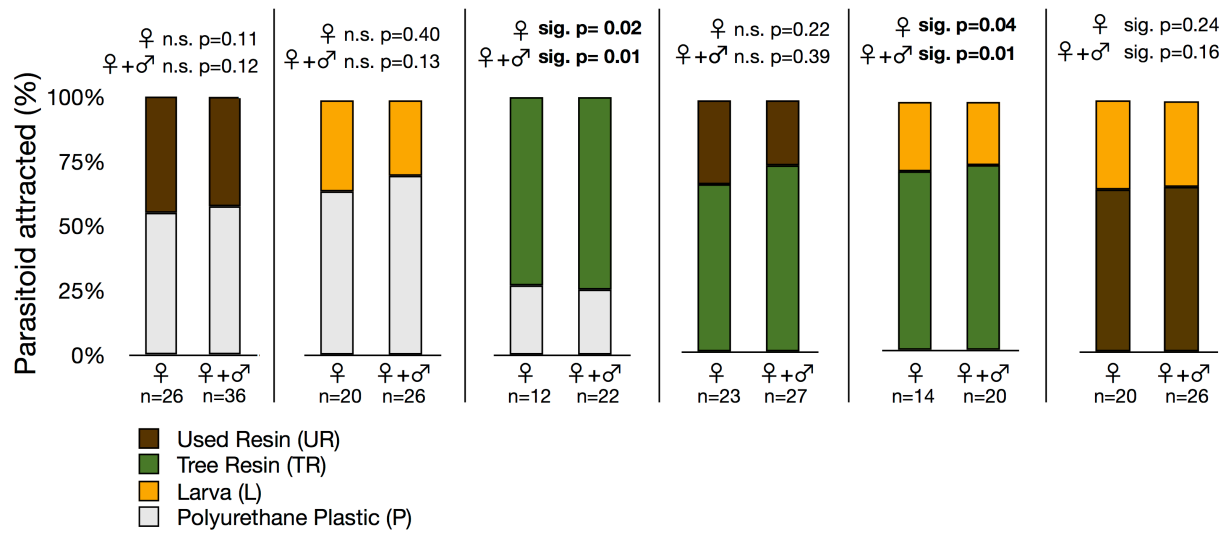 ♀ n.s. p=0.11
♀+♂ n.s. p=0.12
♀ n.s. p=0.40
♀+♂ n.s. p=0.13
♀ sig. p= 0.02
♀+♂ sig. p= 0.01
♀ n.s. p=0.22
♀+♂ n.s. p=0.39
♀ sig. p=0.04
♀+♂ sig. p=0.01
♀ sig. p=0.24
♀+♂ sig. p=0.16
Parasitoid attracted (%)
100%
75%
50%
25%
0%
♀ ♀+♂
n=26 n=36
♀ ♀+♂
n=20 n=26
♀ ♀+♂
n=12 n=22
♀ ♀+♂
n=23 n=27
♀ ♀+♂
n=14 n=20
♀ ♀+♂
n=20 n=26
Used Resin (UR)
Tree Resin (TR)
Larva (L)
Polyurethane Plastic (P)